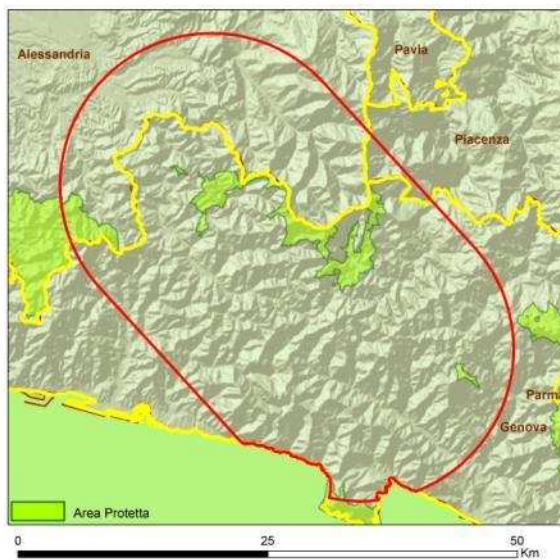 Alessandria
Pavia
Piacenza
Parma
Genova
Area Protetta
0 25 50
Km